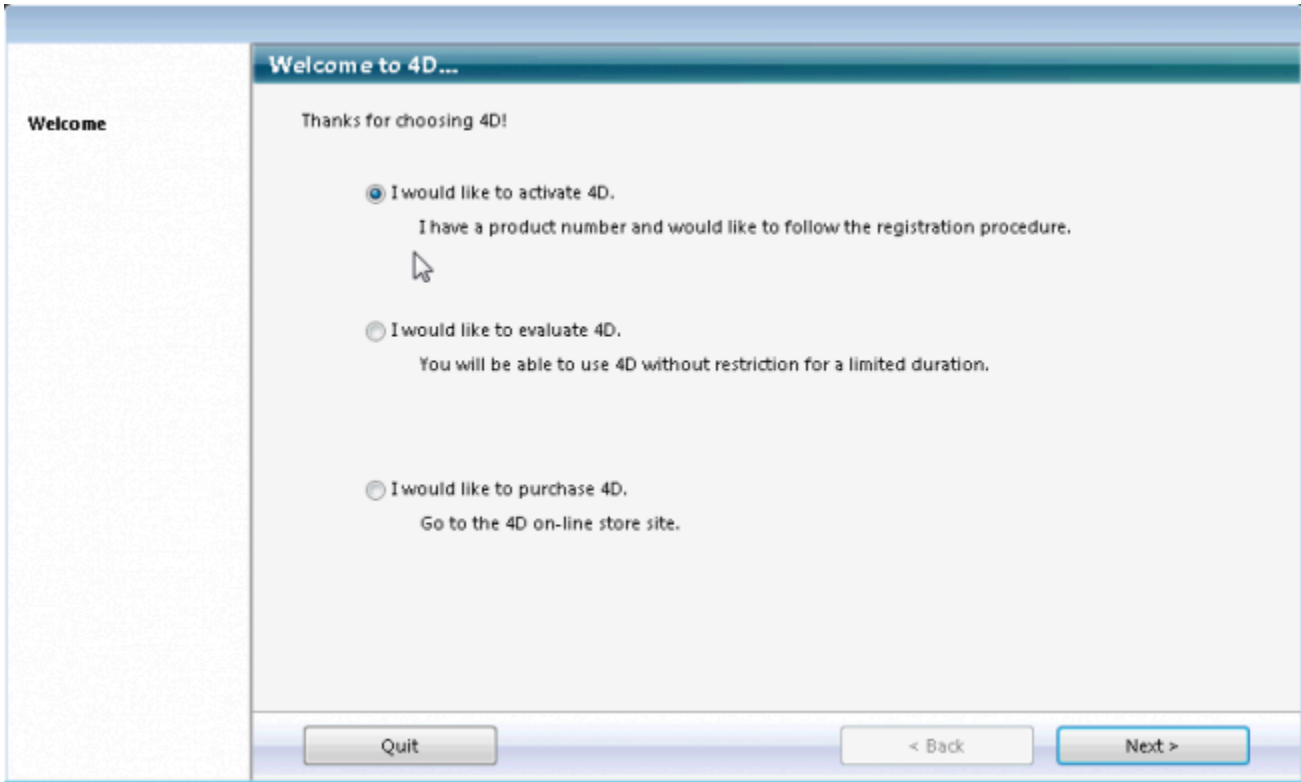 Welcome to 4D...
Welcome
Thanks for choosing 4D!
I would like to activate 4D.
I have a product number and would like to follow the registration procedure.
I would like to evaluate 4D.
You will be able to use 4D without restriction for a limited duration.
I would like to purchase 4D.
Go to the 4D on-line store site.
Quit
< Back
Next >